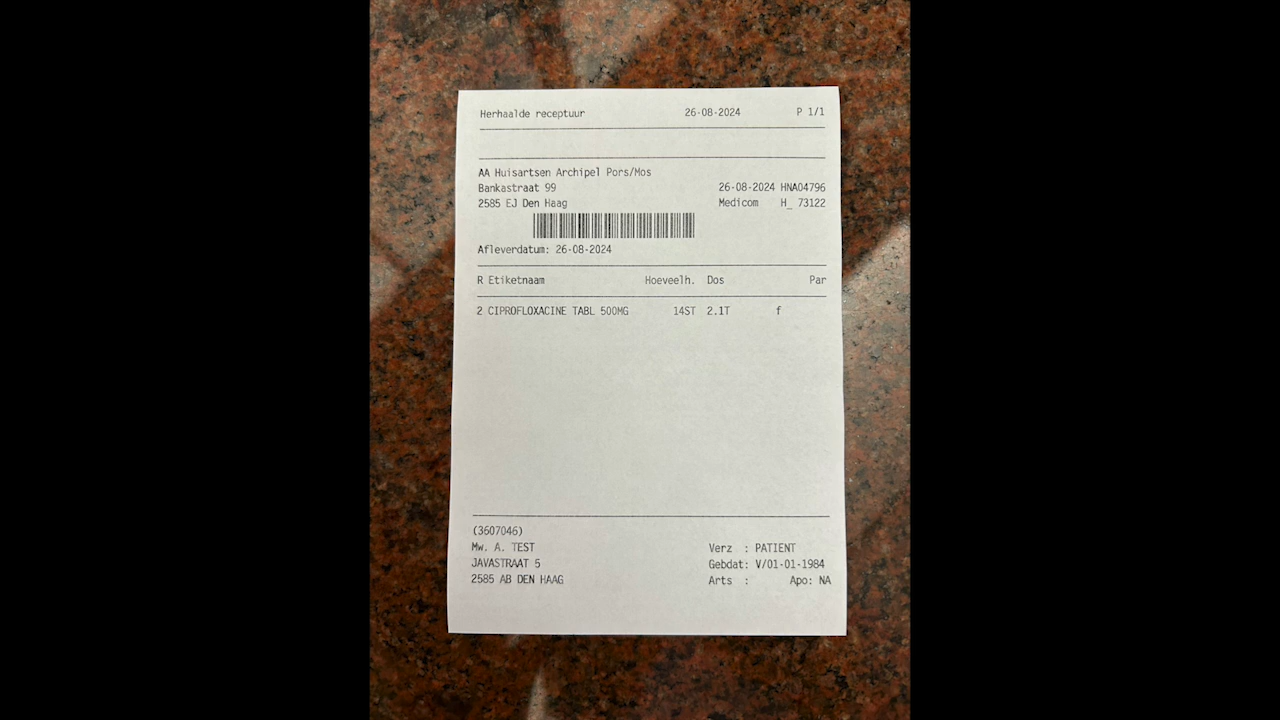 Herhaalde receptuur 26-08-2024 P 1/1
AA Huisartsen Archipel Pors/Mos
Bankastraat 99 26-08-2024 HNA04796
2585 EJ Den Haag Medicom H_ 73122
Afleverdatum: 26-08-2024
R Etiketnaam Hoeveelh. Dos Par
2 CIPROFLOXACINE TABL 500MG 14ST 2.1T f
(3607046)
Mw. A. TEST Verz : PATIENT
JAVASTRAAT 5 Gebdat: V/01-01-1984
2585 AB DEN HAAG Arts : Apo: NA